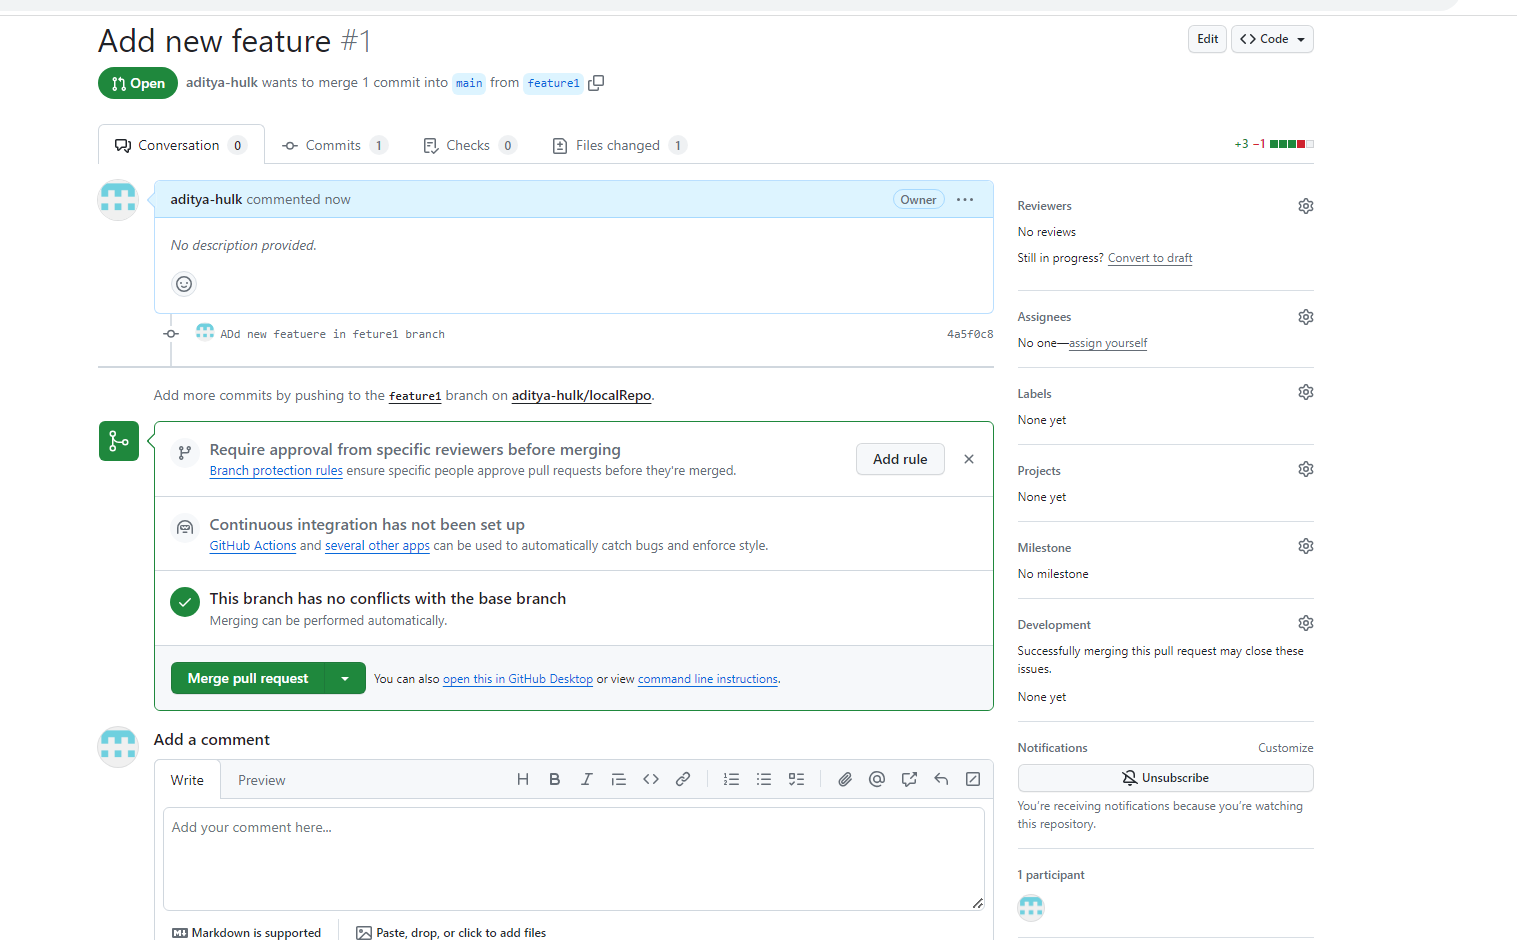 Add new feature #1
Edit
Code
Open
aditya-hulk wants to merge 1 commit into main from feature1
Conversation 0
Commits 1
Checks 0
Files changed 1
+3 −1
aditya-hulk commented now
Owner
No description provided.
ADd new featuere in feture1 branch
4a5f0c8
Add more commits by pushing to the feature1 branch on aditya-hulk/localRepo.
Require approval from specific reviewers before merging
Branch protection rules ensure specific people approve pull requests before they're merged.
Add rule
Continuous integration has not been set up
GitHub Actions and several other apps can be used to automatically catch bugs and enforce style.
This branch has no conflicts with the base branch
Merging can be performed automatically.
Merge pull request
You can also open this in GitHub Desktop or view command line instructions.
Add a comment
Write
Preview
Add your comment here...
Markdown is supported
Paste, drop, or click to add files
Reviewers
No reviews
Still in progress? Convert to draft
Assignees
No one—assign yourself
Labels
None yet
Projects
None yet
Milestone
No milestone
Development
Successfully merging this pull request may close these
issues.
None yet
Notifications
Customize
Unsubscribe
You're receiving notifications because you're watching
this repository.
1 participant